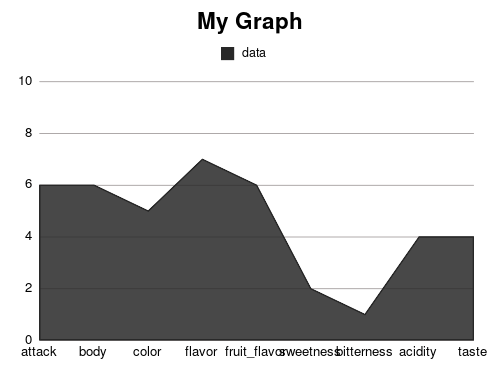 My Graph
data
10
8
6
4
2
0
attack body color flavor fruit_flavor sweetness bitterness acidity taste